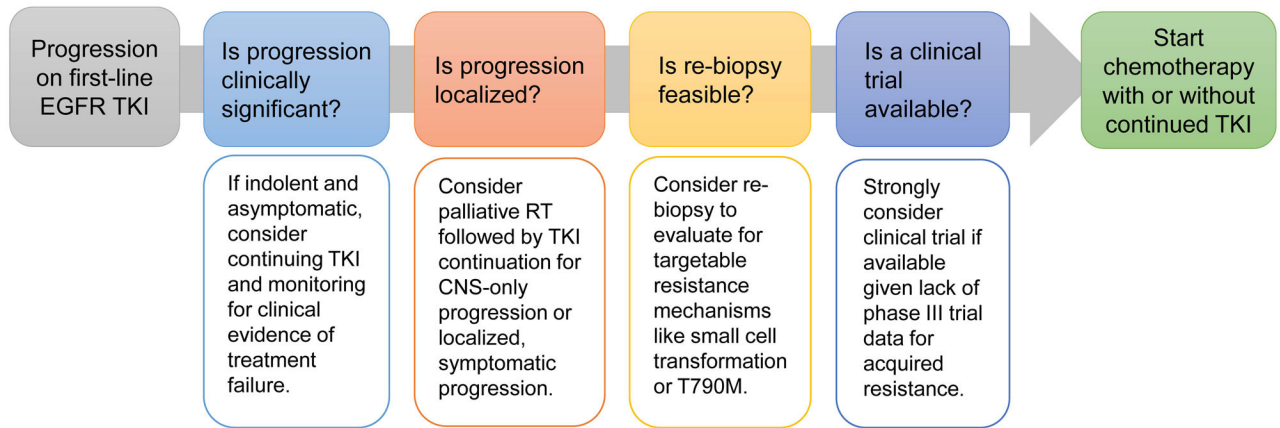 Progression
on first-line
EGFR TKI
Is progression
clinically
significant?
Is progression
localized?
Is re-biopsy
feasible?
Is a clinical
trial
available?
Start
chemotherapy
with or without
continued TKI
If indolent and
asymptomatic,
consider
continuing TKI
and monitoring
for clinical
evidence of
treatment
failure.
Consider
palliative RT
followed by TKI
continuation for
CNS-only
progression or
localized,
symptomatic
progression.
Consider re-
biopsy to
evaluate for
targetable
resistance
mechanisms
like small cell
transformation
or T790M.
Strongly
consider
clinical trial if
available
given lack of
phase III trial
data for
acquired
resistance.